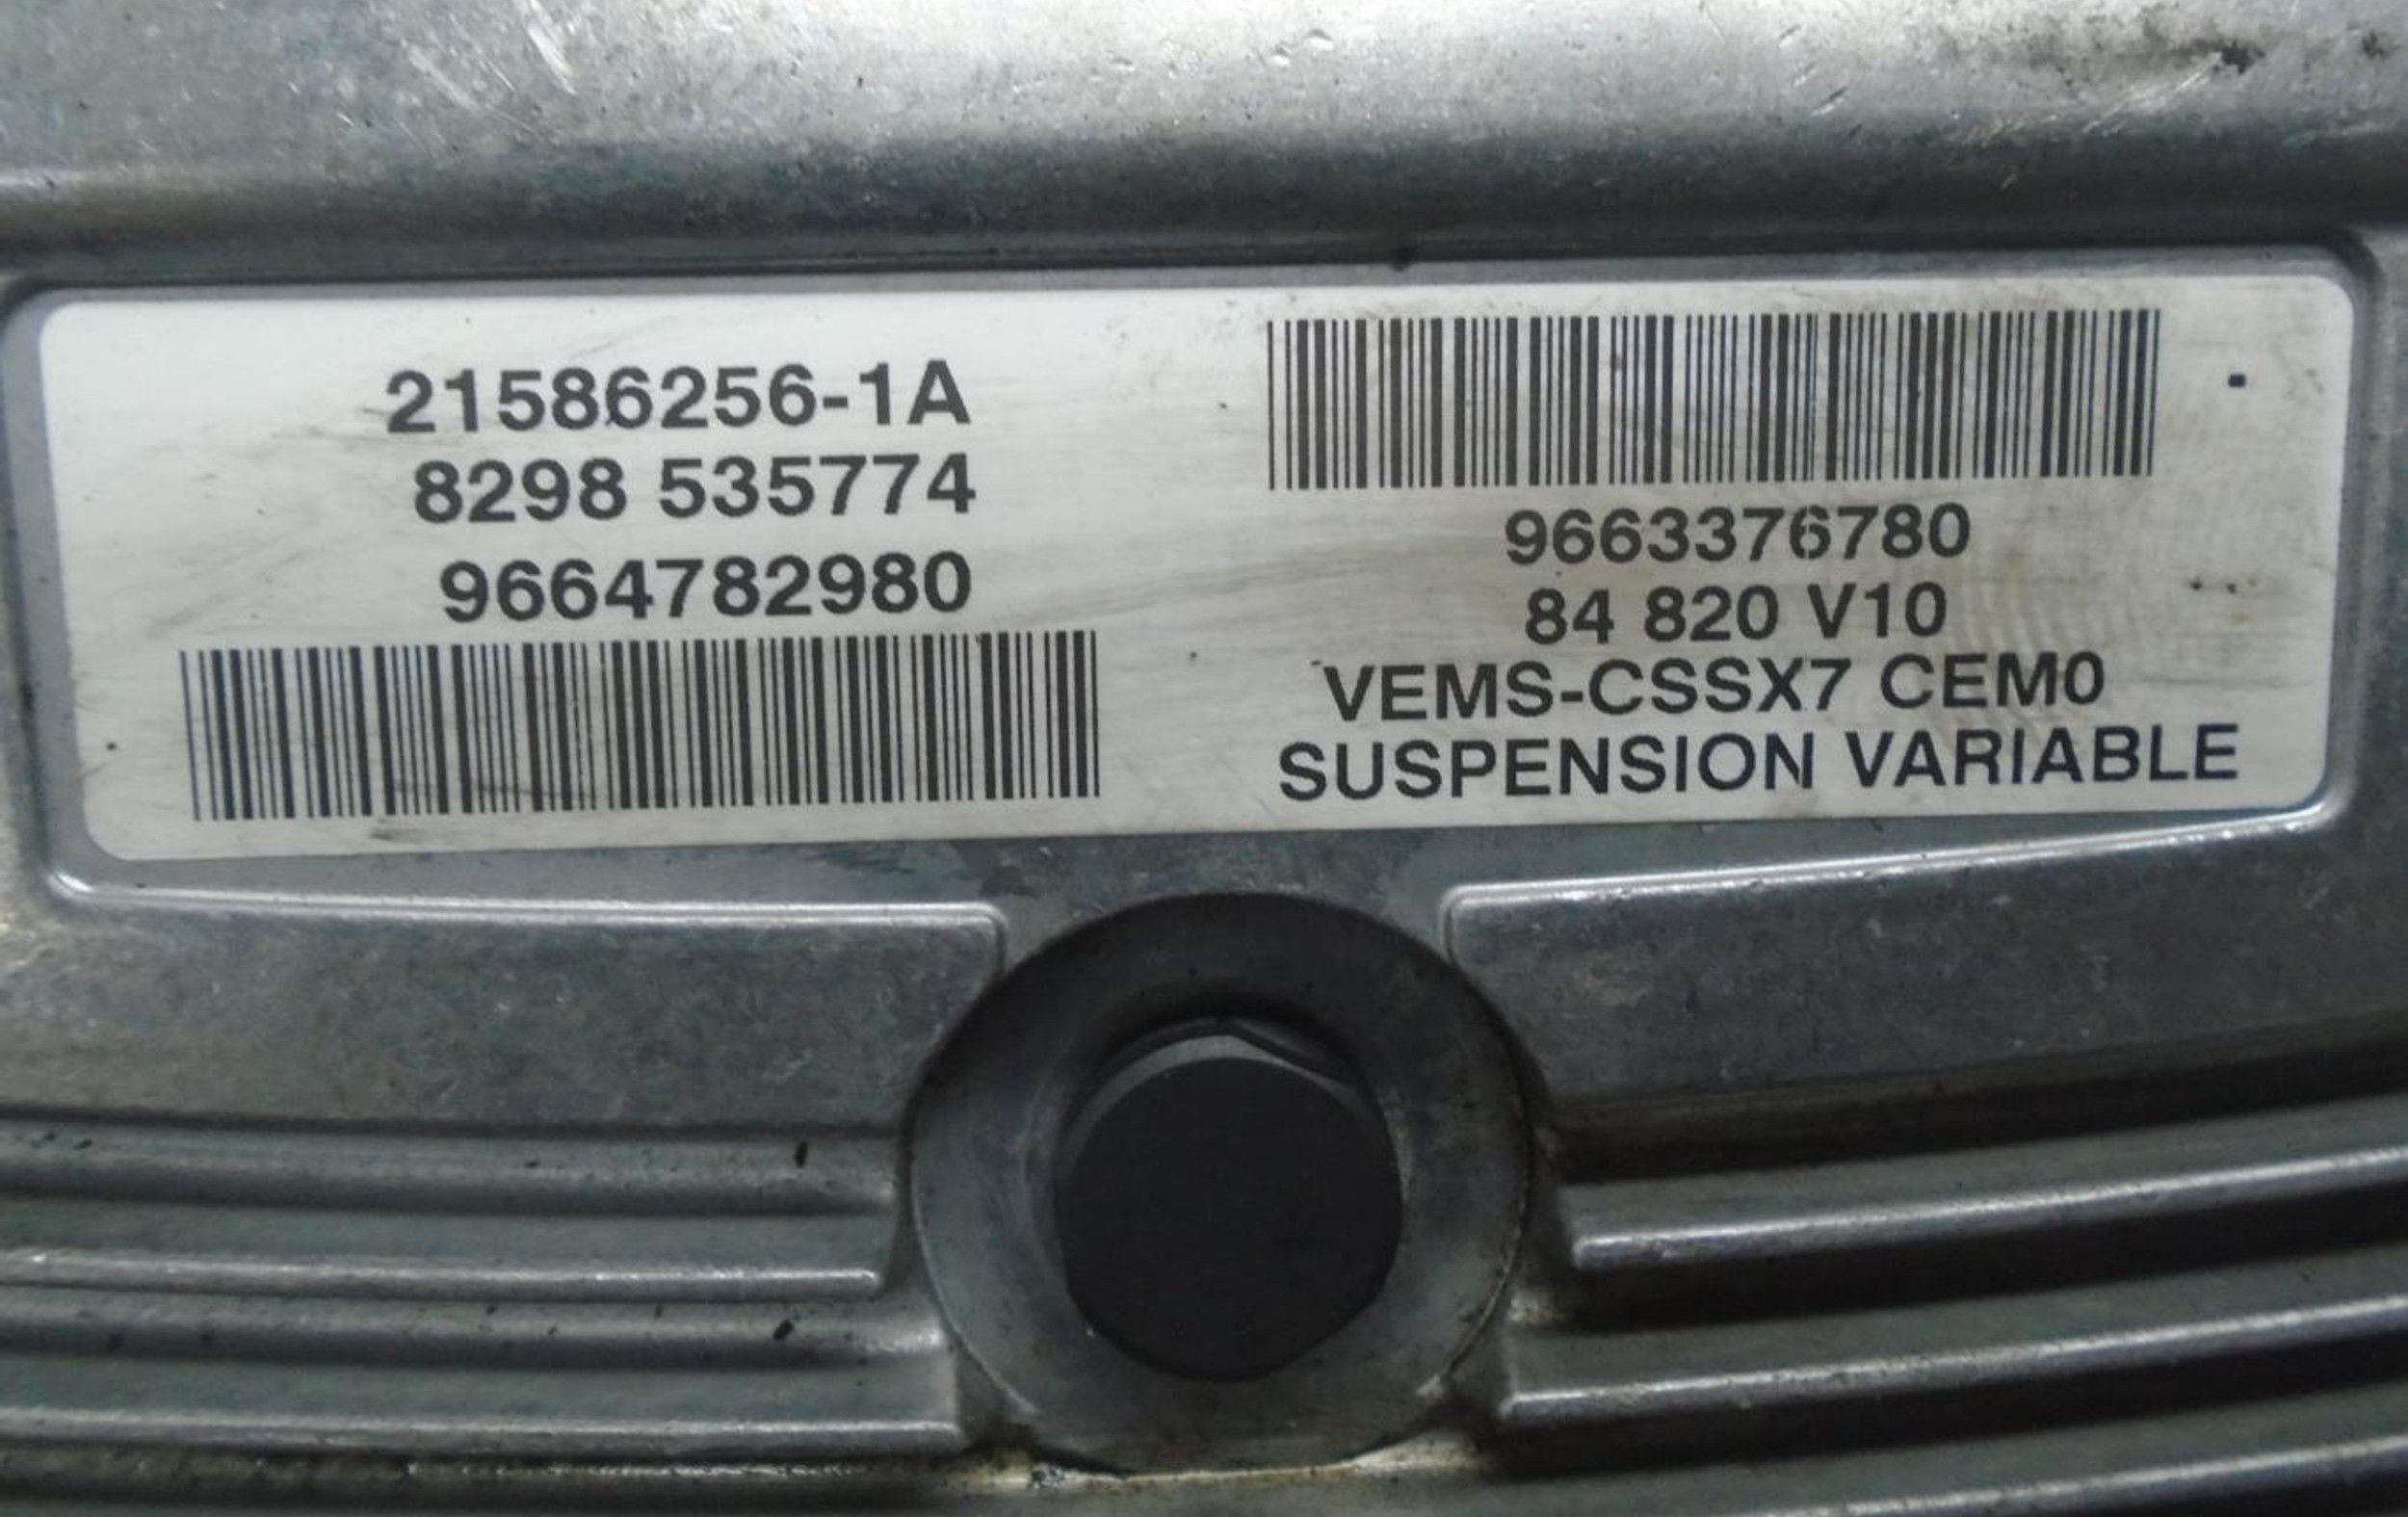 21586256-1A
8298 535774
9664782980
9663376780
84 820 V10
VEMS-CSSX7 CEM0
SUSPENSION VARIABLE